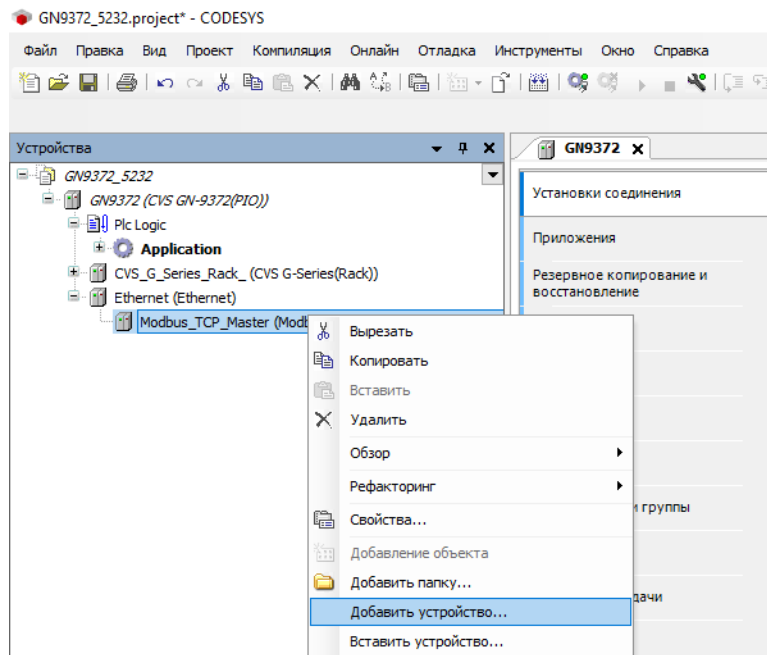 GN9372_5232.project* - CODESYS
Файл Правка Вид Проект Компиляция Онлайн Отладка Инструменты Окно Справка
Устройства
GN9372
GN9372_5232
GN9372 (CVS GN-9372(PIO))
Plc Logic
Application
CVS_G_Series_Rack_ (CVS G-Series(Rack))
Ethernet (Ethernet)
Modbus_TCP_Master (Modb
Установки соединения
Приложения
Резервное копирование и
восстановление
Вырезать
Копировать
Вставить
Удалить
Обзор
Рефакторинг
Свойства...
Добавление объекта
Добавить папку...
Добавить устройство...
Вставить устройство...
и группы